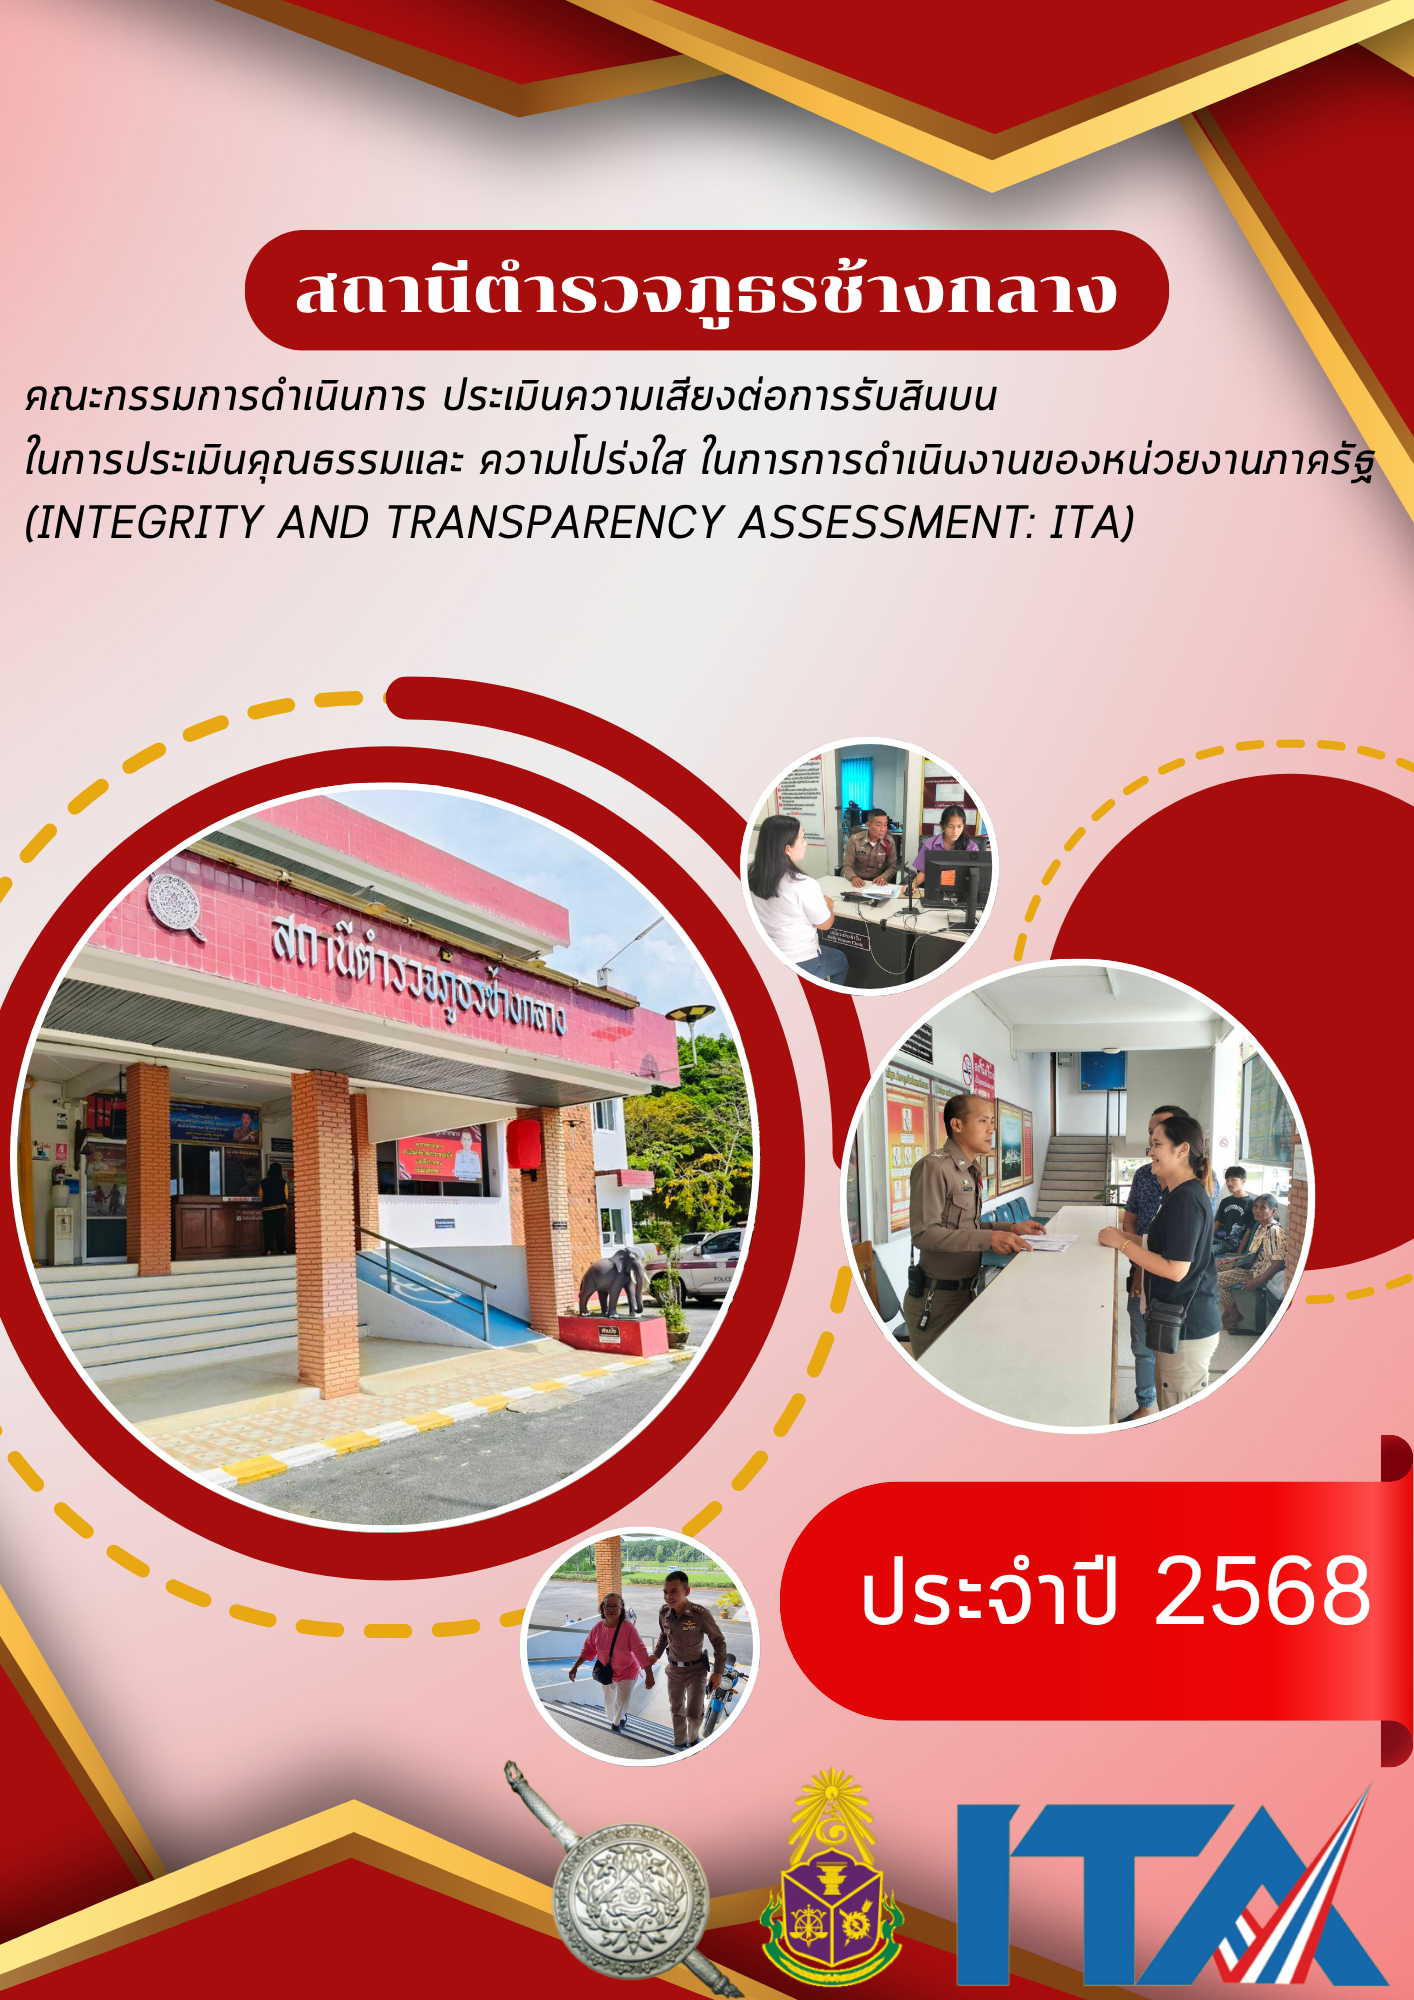 สถานีตำรวจภูธรช้างกลาง
คณะกรรมการดำเนินการ ประเมินความเสียงต่อการรับสินบน
ในการประเมินคุณธรรมและ ความโปร่งใส ในการการดำเนินงานของหน่วยงานภาครัฐ
(INTEGRITY AND TRANSPARENCY ASSESSMENT: ITA)
สถานีตำรวจภูธรช้างกลาง
ประจำปี 2568
ITA